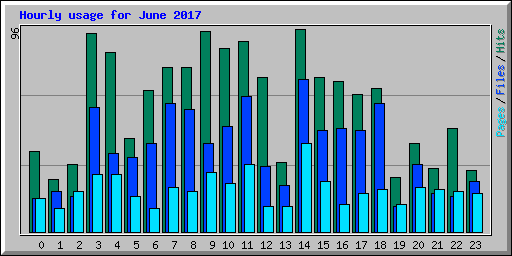 Hourly usage for June 2017
96
Pages/Files/Hits
0 1 2 3 4 5 6 7 8 9 10 11 12 13 14 15 16 17 18 19 20 21 22 23